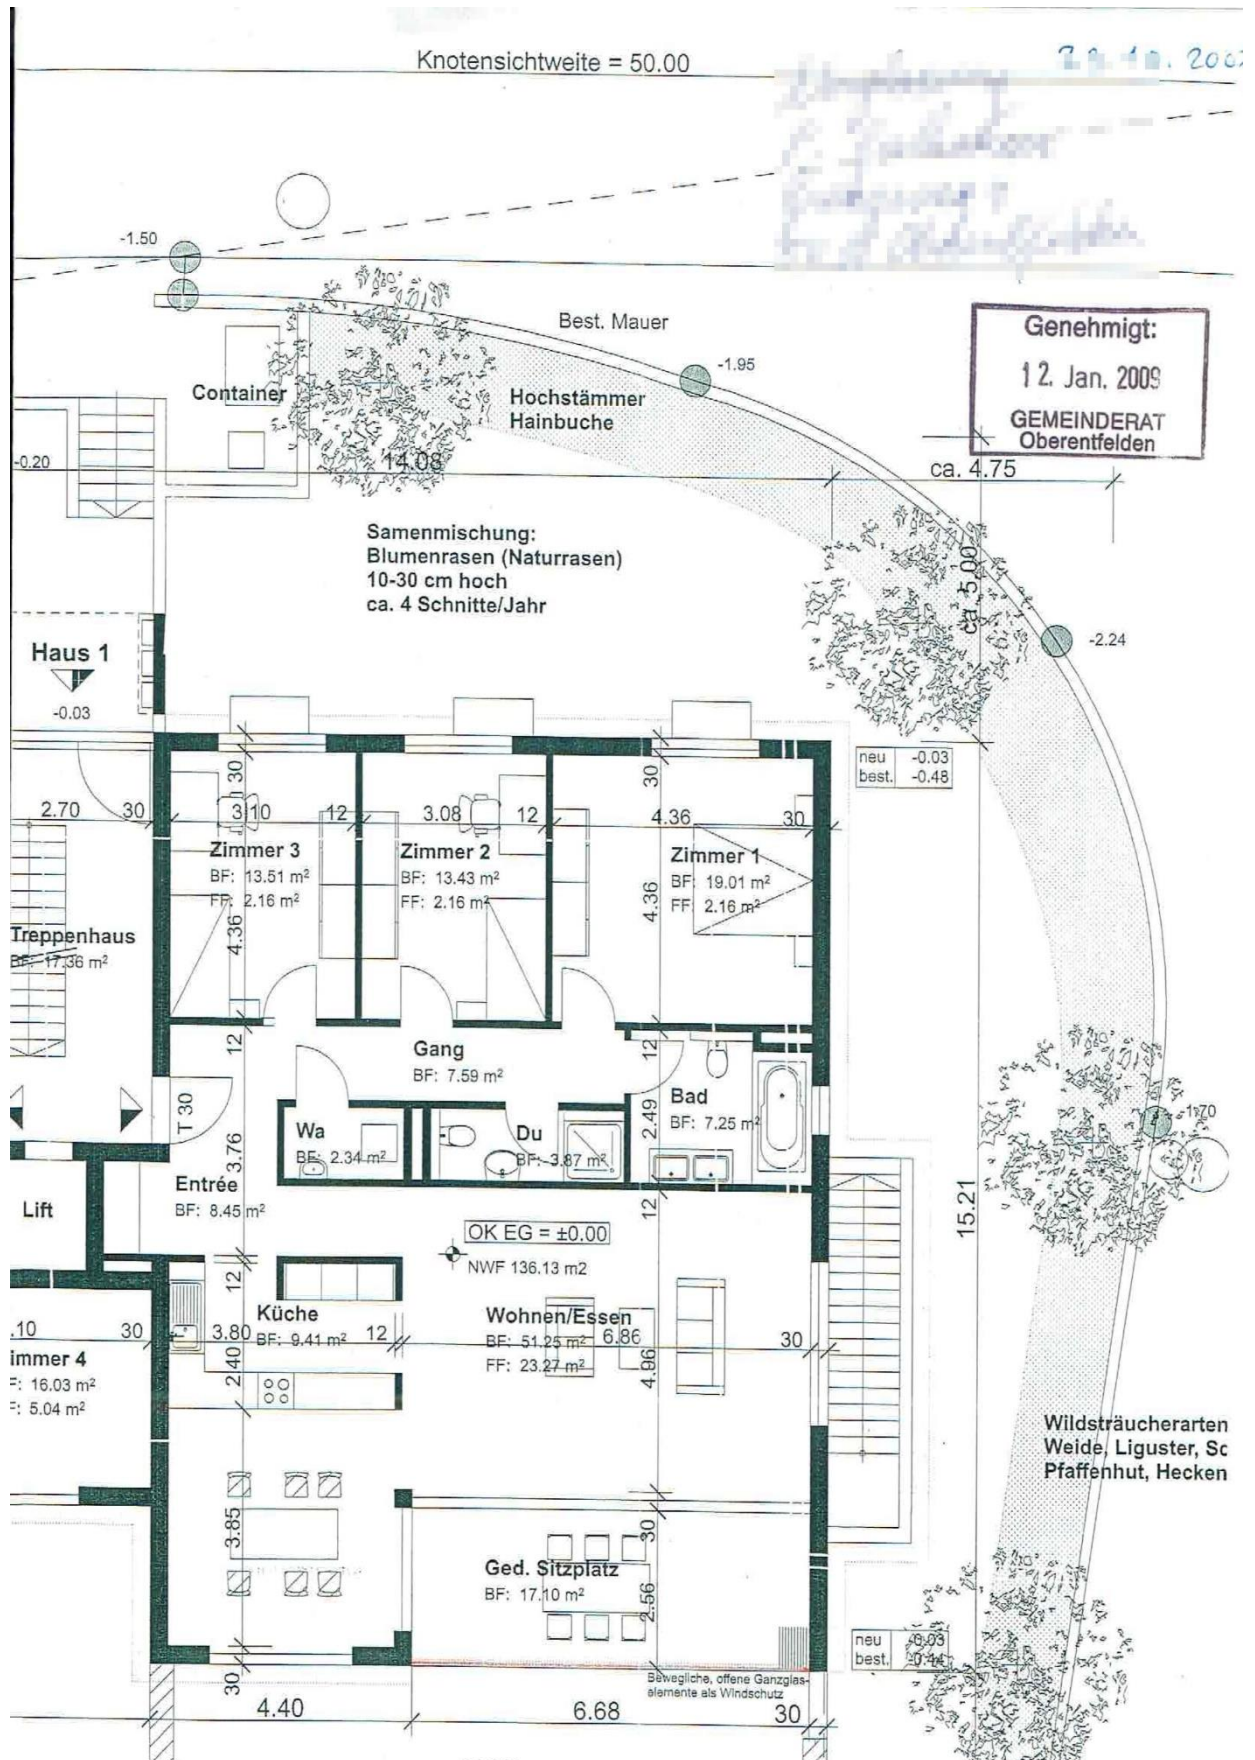 Knotensichtweite = 50.00
-1.50
Best. Mauer
-1.95
Genehmigt:
12. Jan. 2009
GEMEINDERAT
Oberentfelden
Container
Hochstämmer
Hainbuche
-0.20
14.08
ca. 4.75
Samenmischung:
Blumenrasen (Naturrasen)
10-30 cm hoch
ca. 4 Schnitte/Jahr
ca. 5.00
-2.24
Haus 1
-0.03
neu -0.03
best. -0.48
30
30
2.70 30 3.10 12 3.08 12 4.36 30
Zimmer 3
BF: 13.51 m²
FF: 2.16 m²
Zimmer 2
BF: 13.43 m²
FF: 2.16 m²
Zimmer 1
BF: 19.01 m²
FF: 2.16 m²
4.36
4.36
Treppenhaus
BF: 17.36 m²
12
Gang
BF: 7.59 m²
12
Bad
BF: 7.25 m²
2.49
T 30
-1.70
Wa
BF: 2.34 m²
Du
BF: 3.87 m²
3.76
Entrée
BF: 8.45 m²
12
15.21
Lift
OK EG = ±0.00
NWF 136.13 m2
12
Küche
BF: 9.41 m²
Wohnen/Essen
BF: 51.25 m²
FF: 23.27 m²
.10 30 3.80 12 6.86 30
2.40
4.96
immer 4
F: 16.03 m²
F: 5.04 m²
Wildsträucherarten
Weide, Liguster, Sc
Pfaffenhut, Hecken
3.85
30
Ged. Sitzplatz
BF: 17.10 m²
2.56
neu -0.03
best. -0.44
Bewegliche, offene Ganzglas-
elemente als Windschutz
30
4.40 6.68 30